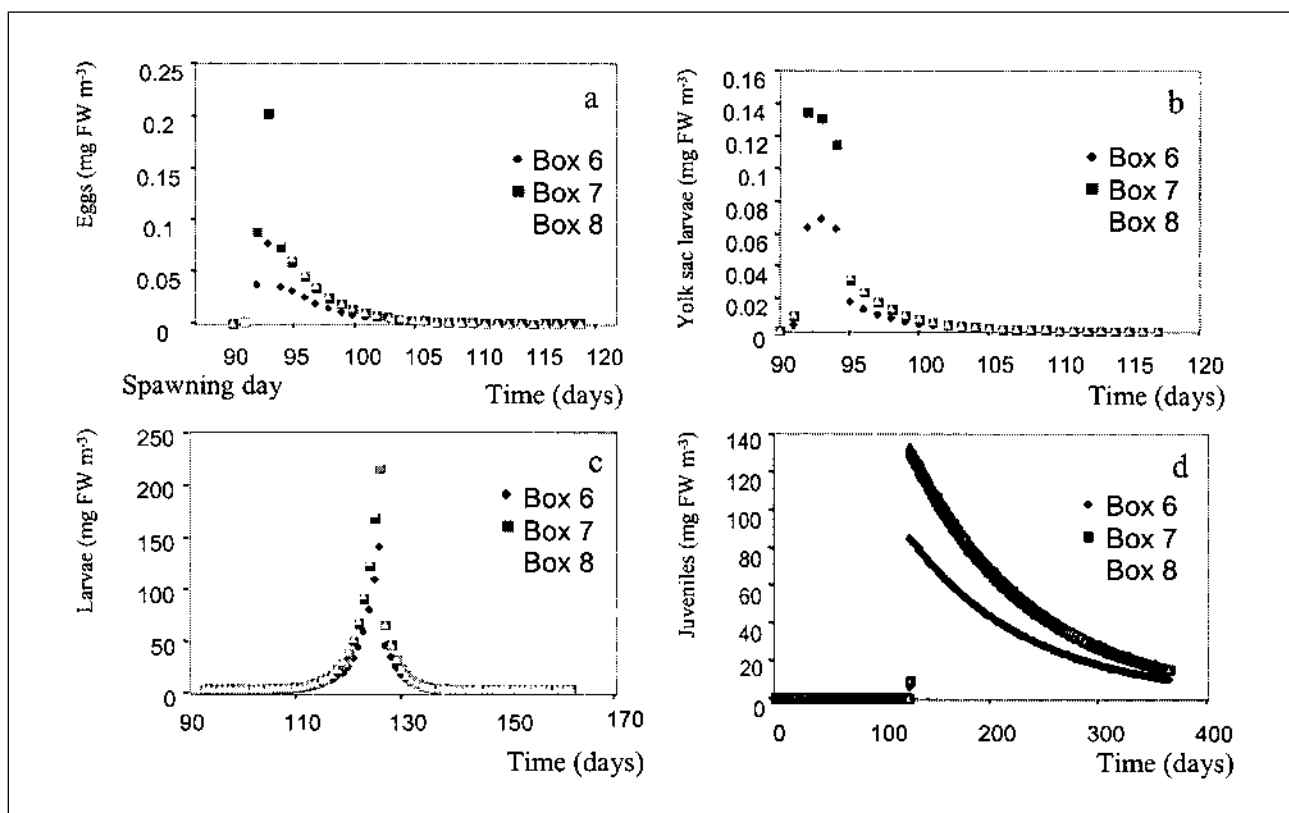 Eggs (mg FW m-3)
0.25
0.2
0.15
0.1
0.05
0
a
Box 6
Box 7
Box 8
90 95 100 105 110 115 120
Spawning day
Time (days)
Yolk sac larvae (mg FW m-3)
0.16
0.14
0.12
0.10
0.08
0.06
0.04
0.02
0
b
Box 6
Box 7
Box 8
90 95 100 105 110 115 120
Time (days)
Larvae (mg FW m-3)
250
200
150
100
50
0
c
Box 6
Box 7
Box 8
90 110 130 150 170
Time (days)
Juveniles (mg FW m-3)
140
120
100
80
60
40
20
0
d
Box 6
Box 7
Box 8
0 100 200 300 400
Time (days)